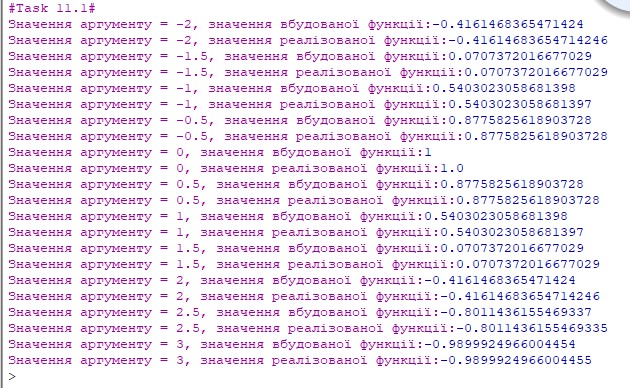 #Task 11.1#
Значення аргументу = -2, значення вбудованої функції:-0.4161468365471424
Значення аргументу = -2, значення реалізованої функції:-0.41614683654714246
Значення аргументу = -1.5, значення вбудованої функції:0.0707372016677029
Значення аргументу = -1.5, значення реалізованої функції:0.0707372016677029
Значення аргументу = -1, значення вбудованої функції:0.5403023058681398
Значення аргументу = -1, значення реалізованої функції:0.5403023058681397
Значення аргументу = -0.5, значення вбудованої функції:0.8775825618903728
Значення аргументу = -0.5, значення реалізованої функції:0.8775825618903728
Значення аргументу = 0, значення вбудованої функції:1
Значення аргументу = 0, значення реалізованої функції:1.0
Значення аргументу = 0.5, значення вбудованої функції:0.8775825618903728
Значення аргументу = 0.5, значення реалізованої функції:0.8775825618903728
Значення аргументу = 1, значення вбудованої функції:0.5403023058681398
Значення аргументу = 1, значення реалізованої функції:0.5403023058681397
Значення аргументу = 1.5, значення вбудованої функції:0.0707372016677029
Значення аргументу = 1.5, значення реалізованої функції:0.0707372016677029
Значення аргументу = 2, значення вбудованої функції:-0.4161468365471424
Значення аргументу = 2, значення реалізованої функції:-0.41614683654714246
Значення аргументу = 2.5, значення вбудованої функції:-0.8011436155469337
Значення аргументу = 2.5, значення реалізованої функції:-0.8011436155469335
Значення аргументу = 3, значення вбудованої функції:-0.9899924966004454
Значення аргументу = 3, значення реалізованої функції:-0.9899924966004455
>